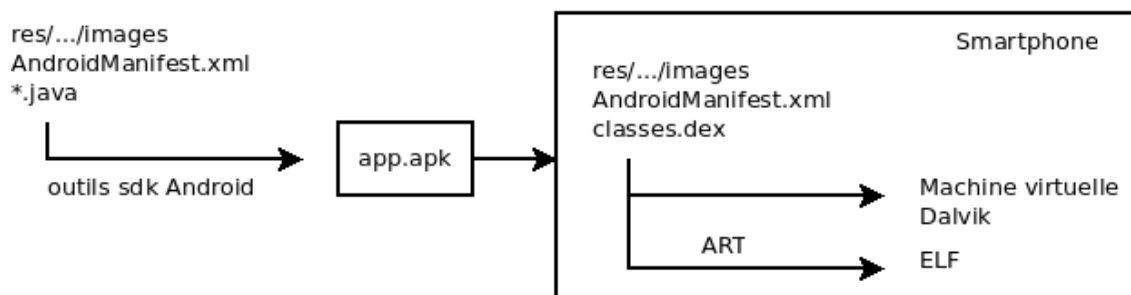 res/.../images
AndroidManifest.xml
*.java
outils sdk Android
app.apk
Smartphone
res/.../images
AndroidManifest.xml
classes.dex
Machine virtuelle
Dalvik
ART
ELF